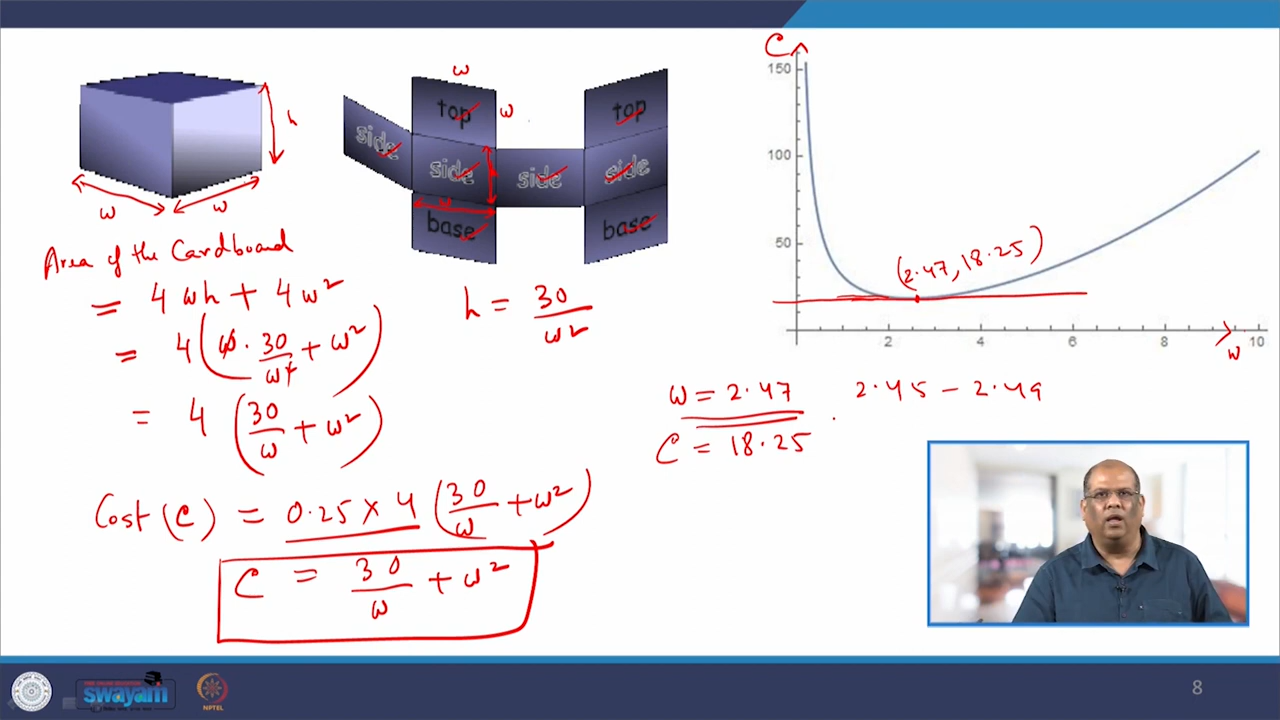 w
w
h
w
w
top
side
side
side
base
top
side
base
w
Area of the Cardboard
= 4wh + 4w²
= 4(w · 30/w² + w²)
= 4(30/w + w²)
h = 30/w²
Cost (C) = 0.25 × 4 (30/w + w²)
C = 30/w + w²
C
150
100
50
(2.47, 18.25)
2
4
6
8
10
w
w = 2.47
2.45 - 2.49
C = 18.25
swayam
NPTEL
8